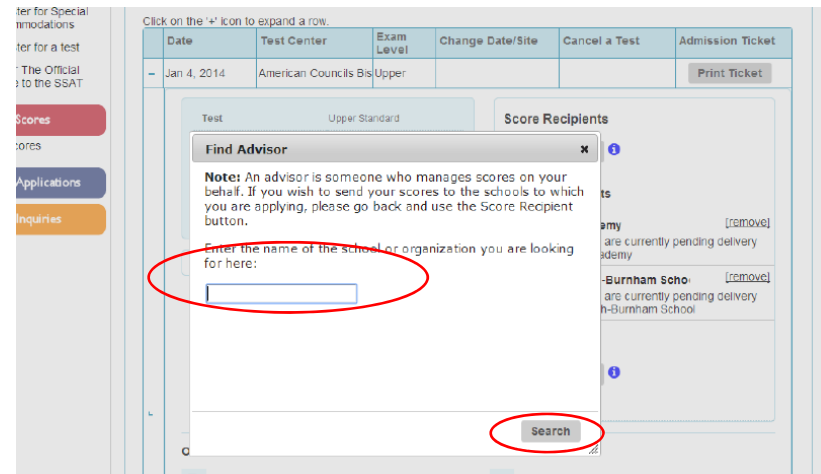 ter for Special
mmodations
ter for a test
The Official
e to the SSAT
Scores
cores
Applications
Inquiries
Click on the '+' icon to expand a row.
Date Test Center Exam Level Change Date/Site Cancel a Test Admission Ticket
− Jan 4, 2014 American Councils Bis Upper Print Ticket
Test Upper Standard
Score Recipients
Find Advisor ×
Note: An advisor is someone who manages scores on your
behalf. If you wish to send your scores to the schools to which
you are applying, please go back and use the Score Recipient
button.
Enter the name of the school or organization you are looking
for here:
Search
ts
emy [remove]
are currently pending delivery
ademy
-Burnham Scho [remove]
are currently pending delivery
h-Burnham School